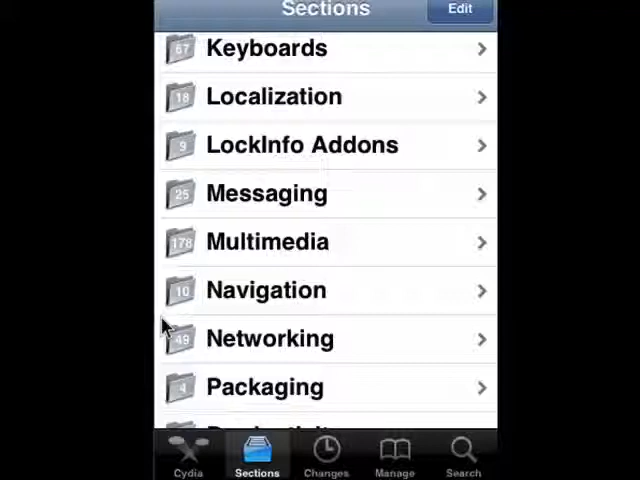 Sections
Edit
67 Keyboards
18 Localization
9 LockInfo Addons
25 Messaging
178 Multimedia
10 Navigation
49 Networking
4 Packaging
Cydia Sections Changes Manage Search